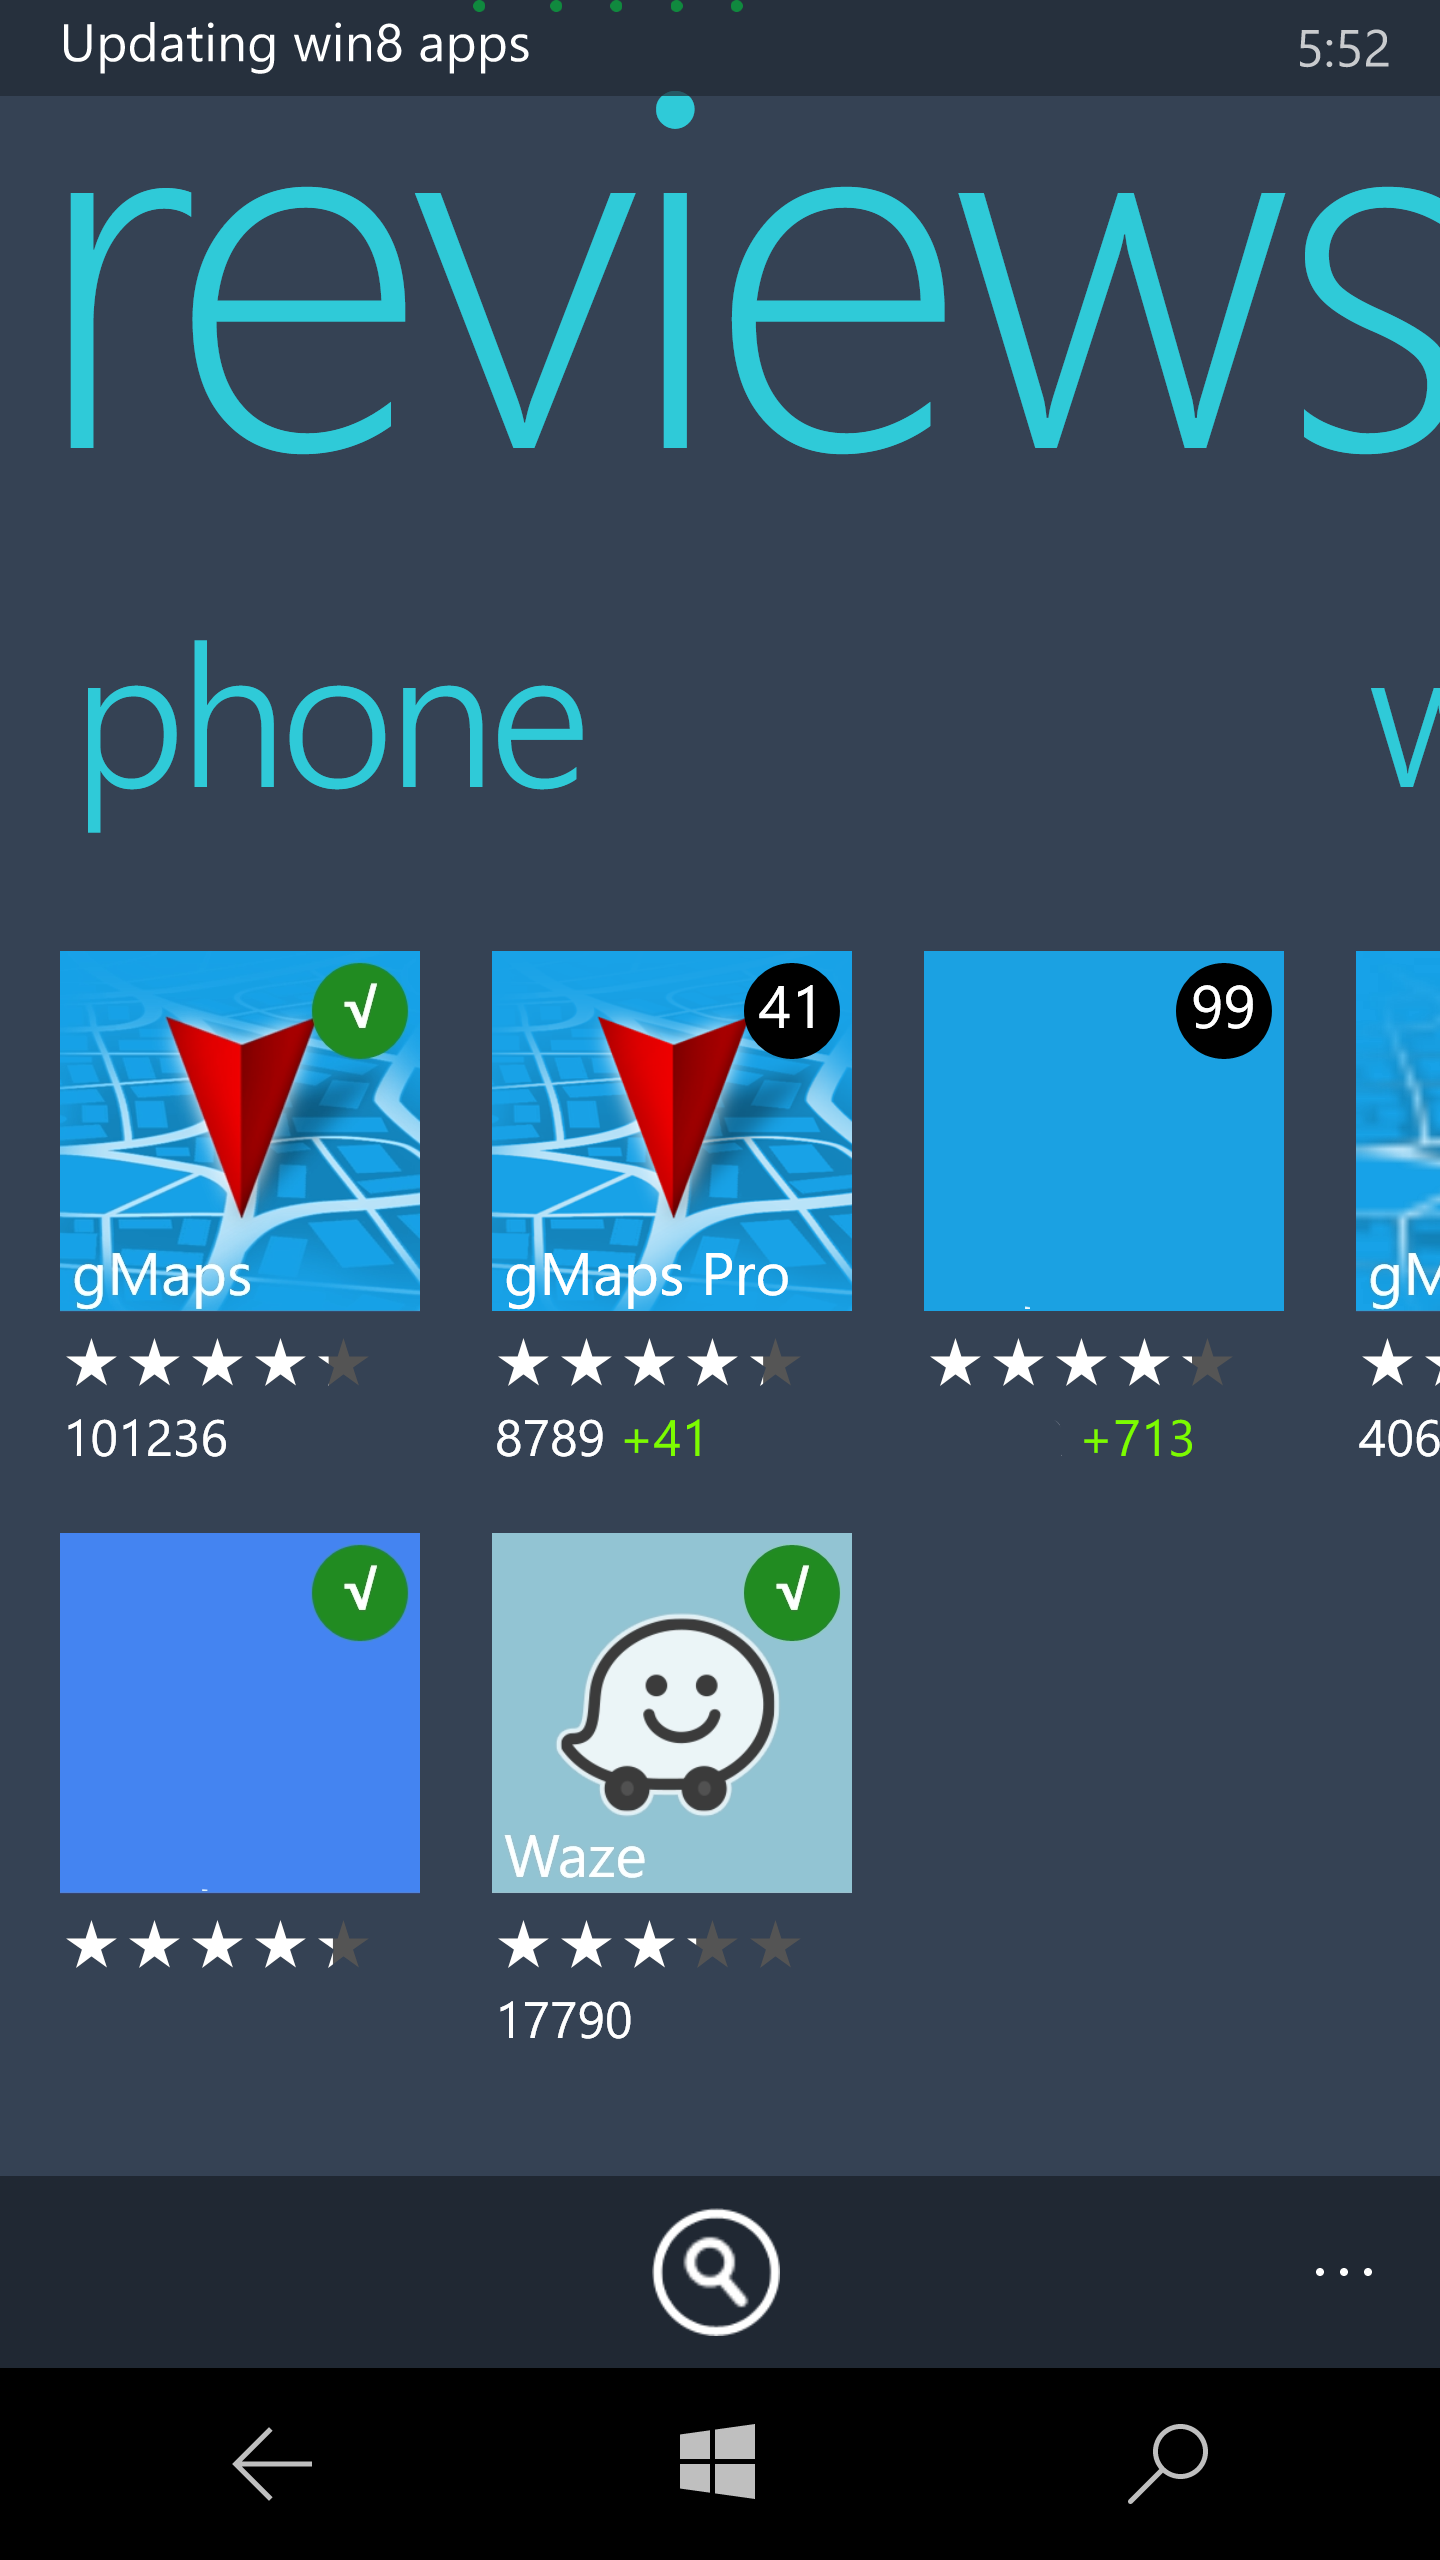 Updating win8 apps
5:52
reviews
phone
w
√
41
99
gMaps
gMaps Pro
gM
101236
8789 +41
+713
406
√
√
Waze
17790